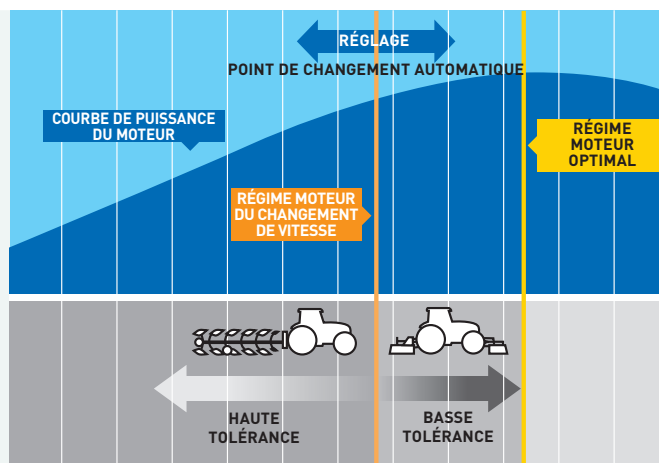 RÉGLAGE
POINT DE CHANGEMENT AUTOMATIQUE
COURBE DE PUISSANCE
DU MOTEUR
RÉGIME
MOTEUR
OPTIMAL
RÉGIME MOTEUR
DU CHANGEMENT
DE VITESSE
HAUTE
TOLÉRANCE
BASSE
TOLÉRANCE